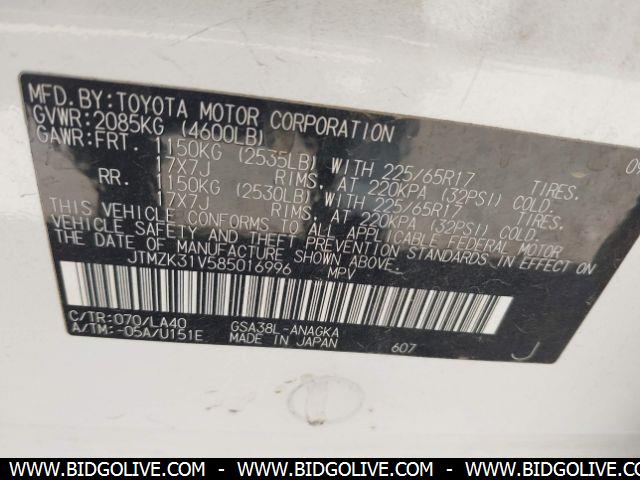 MFD. BY: TOYOTA MOTOR CORPORATION 09
GVWR: 2085KG (4600LB)
GAWR: FRT. 1150KG (2535LB) WITH 225/65R17 TIRES,
17X7J RIMS, AT 220KPA (32PSI) COLD,
RR. 1150KG (2530LB) WITH 225/65R17 TIRES,
17X7J RIMS, AT 220KPA (32PSI) COLD.
THIS VEHICLE CONFORMS TO ALL APPLICABLE FEDERAL MOTOR
VEHICLE SAFETY AND THEFT PREVENTION STANDARDS IN EFFECT ON
THE DATE OF MANUFACTURE SHOWN ABOVE.
JTMZK31V585016996 MPV
C/TR: 070/LA40 GSA38L-ANAGKA
A/TM: -05A/U151E MADE IN JAPAN 607 J
WWW.BIDGOLIVE.COM - WWW.BIDGOLIVE.COM - WWW.BIDGOLIVE.COM